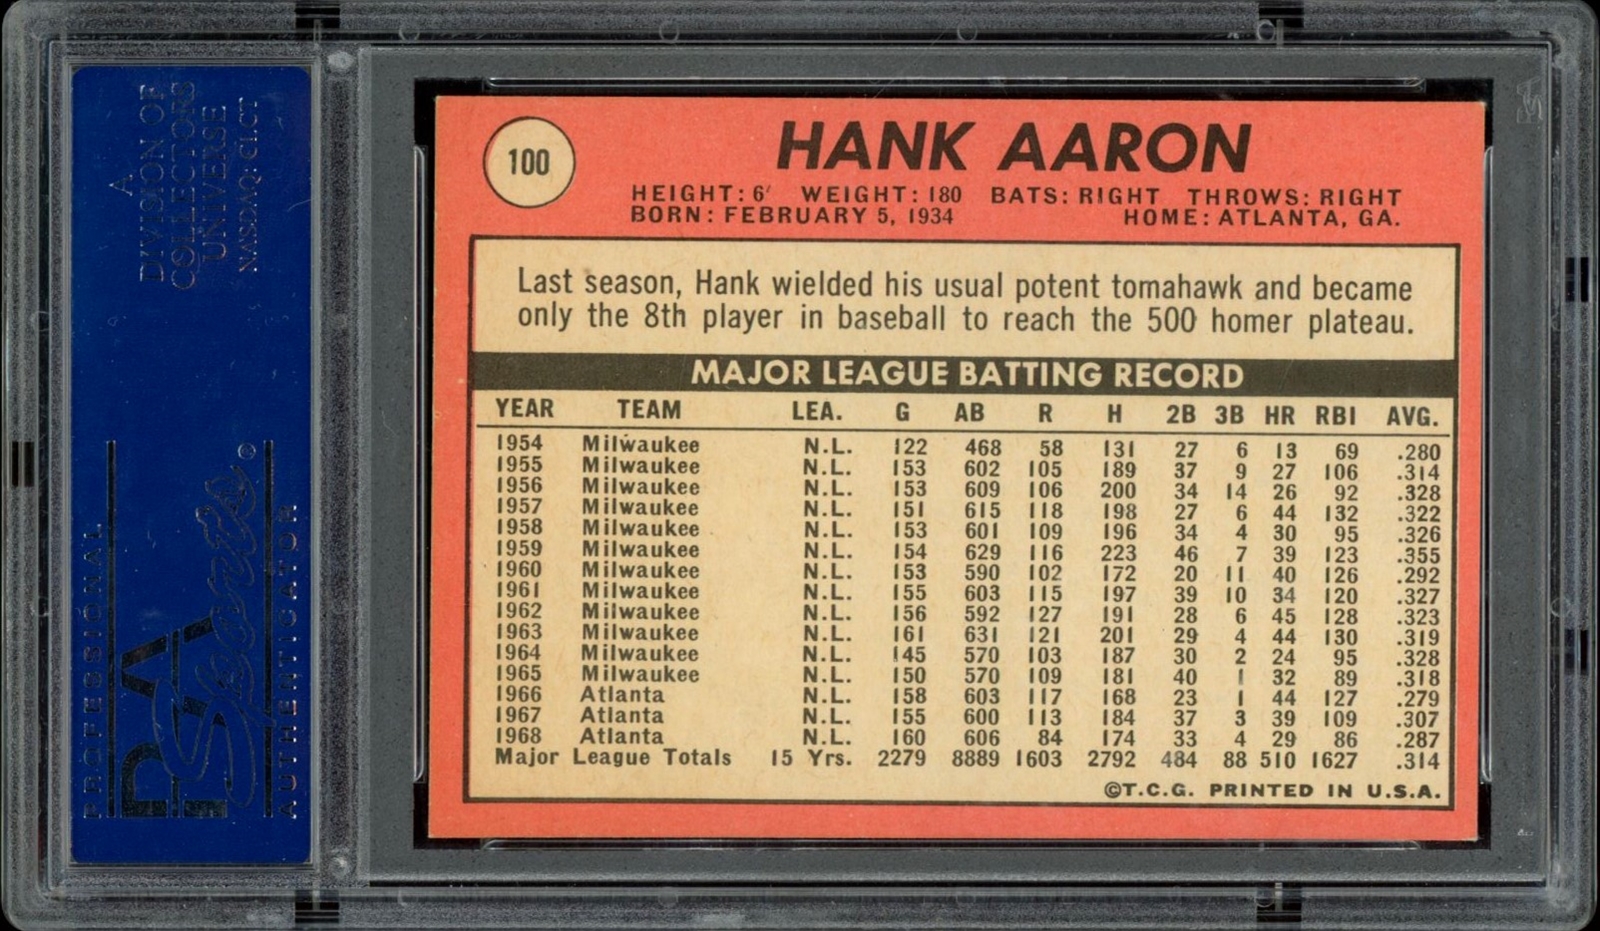 A
DIVISION OF
COLLECTORS
UNIVERSE
NASDAQ: CLCT
PROFESSIONAL
PSA
Sports
®
AUTHENTICATOR
100
HANK AARON
HEIGHT: 6' WEIGHT: 180 BATS: RIGHT THROWS: RIGHT
BORN: FEBRUARY 5, 1934 HOME: ATLANTA, GA.
Last season, Hank wielded his usual potent tomahawk and became
only the 8th player in baseball to reach the 500 homer plateau.
MAJOR LEAGUE BATTING RECORD
YEAR TEAM LEA. G AB R H 2B 3B HR RBI AVG.
1954 Milwaukee N.L. 122 468 58 131 27 6 13 69 .280
1955 Milwaukee N.L. 153 602 105 189 37 9 27 106 .314
1956 Milwaukee N.L. 153 609 106 200 34 14 26 92 .328
1957 Milwaukee N.L. 151 615 118 198 27 6 44 132 .322
1958 Milwaukee N.L. 153 601 109 196 34 4 30 95 .326
1959 Milwaukee N.L. 154 629 116 223 46 7 39 123 .355
1960 Milwaukee N.L. 153 590 102 172 20 11 40 126 .292
1961 Milwaukee N.L. 155 603 115 197 39 10 34 120 .327
1962 Milwaukee N.L. 156 592 127 191 28 6 45 128 .323
1963 Milwaukee N.L. 161 631 121 201 29 4 44 130 .319
1964 Milwaukee N.L. 145 570 103 187 30 2 24 95 .328
1965 Milwaukee N.L. 150 570 109 181 40 1 32 89 .318
1966 Atlanta N.L. 158 603 117 168 23 1 44 127 .279
1967 Atlanta N.L. 155 600 113 184 37 3 39 109 .307
1968 Atlanta N.L. 160 606 84 174 33 4 29 86 .287
Major League Totals 15 Yrs. 2279 8889 1603 2792 484 88 510 1627 .314
©T.C.G. PRINTED IN U.S.A.